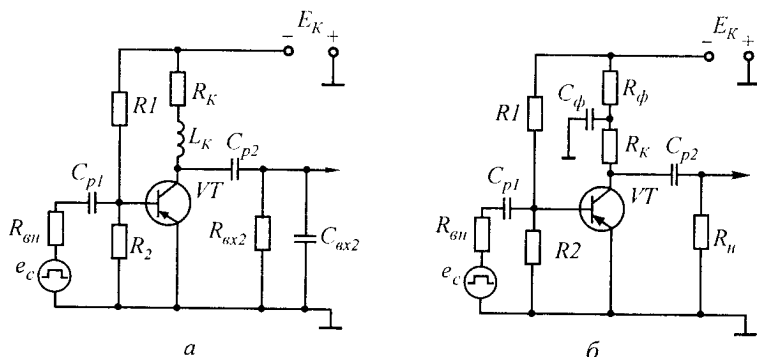 − E_K +
R1
R_K
L_K
C_p1
C_p2
VT
R_вн
R_2
R_вх2
C_вх2
e_c
а
− E_K +
R1
C_ф
R_ф
R_K
C_p1
C_p2
VT
R_вн
R2
R_н
e_c
б